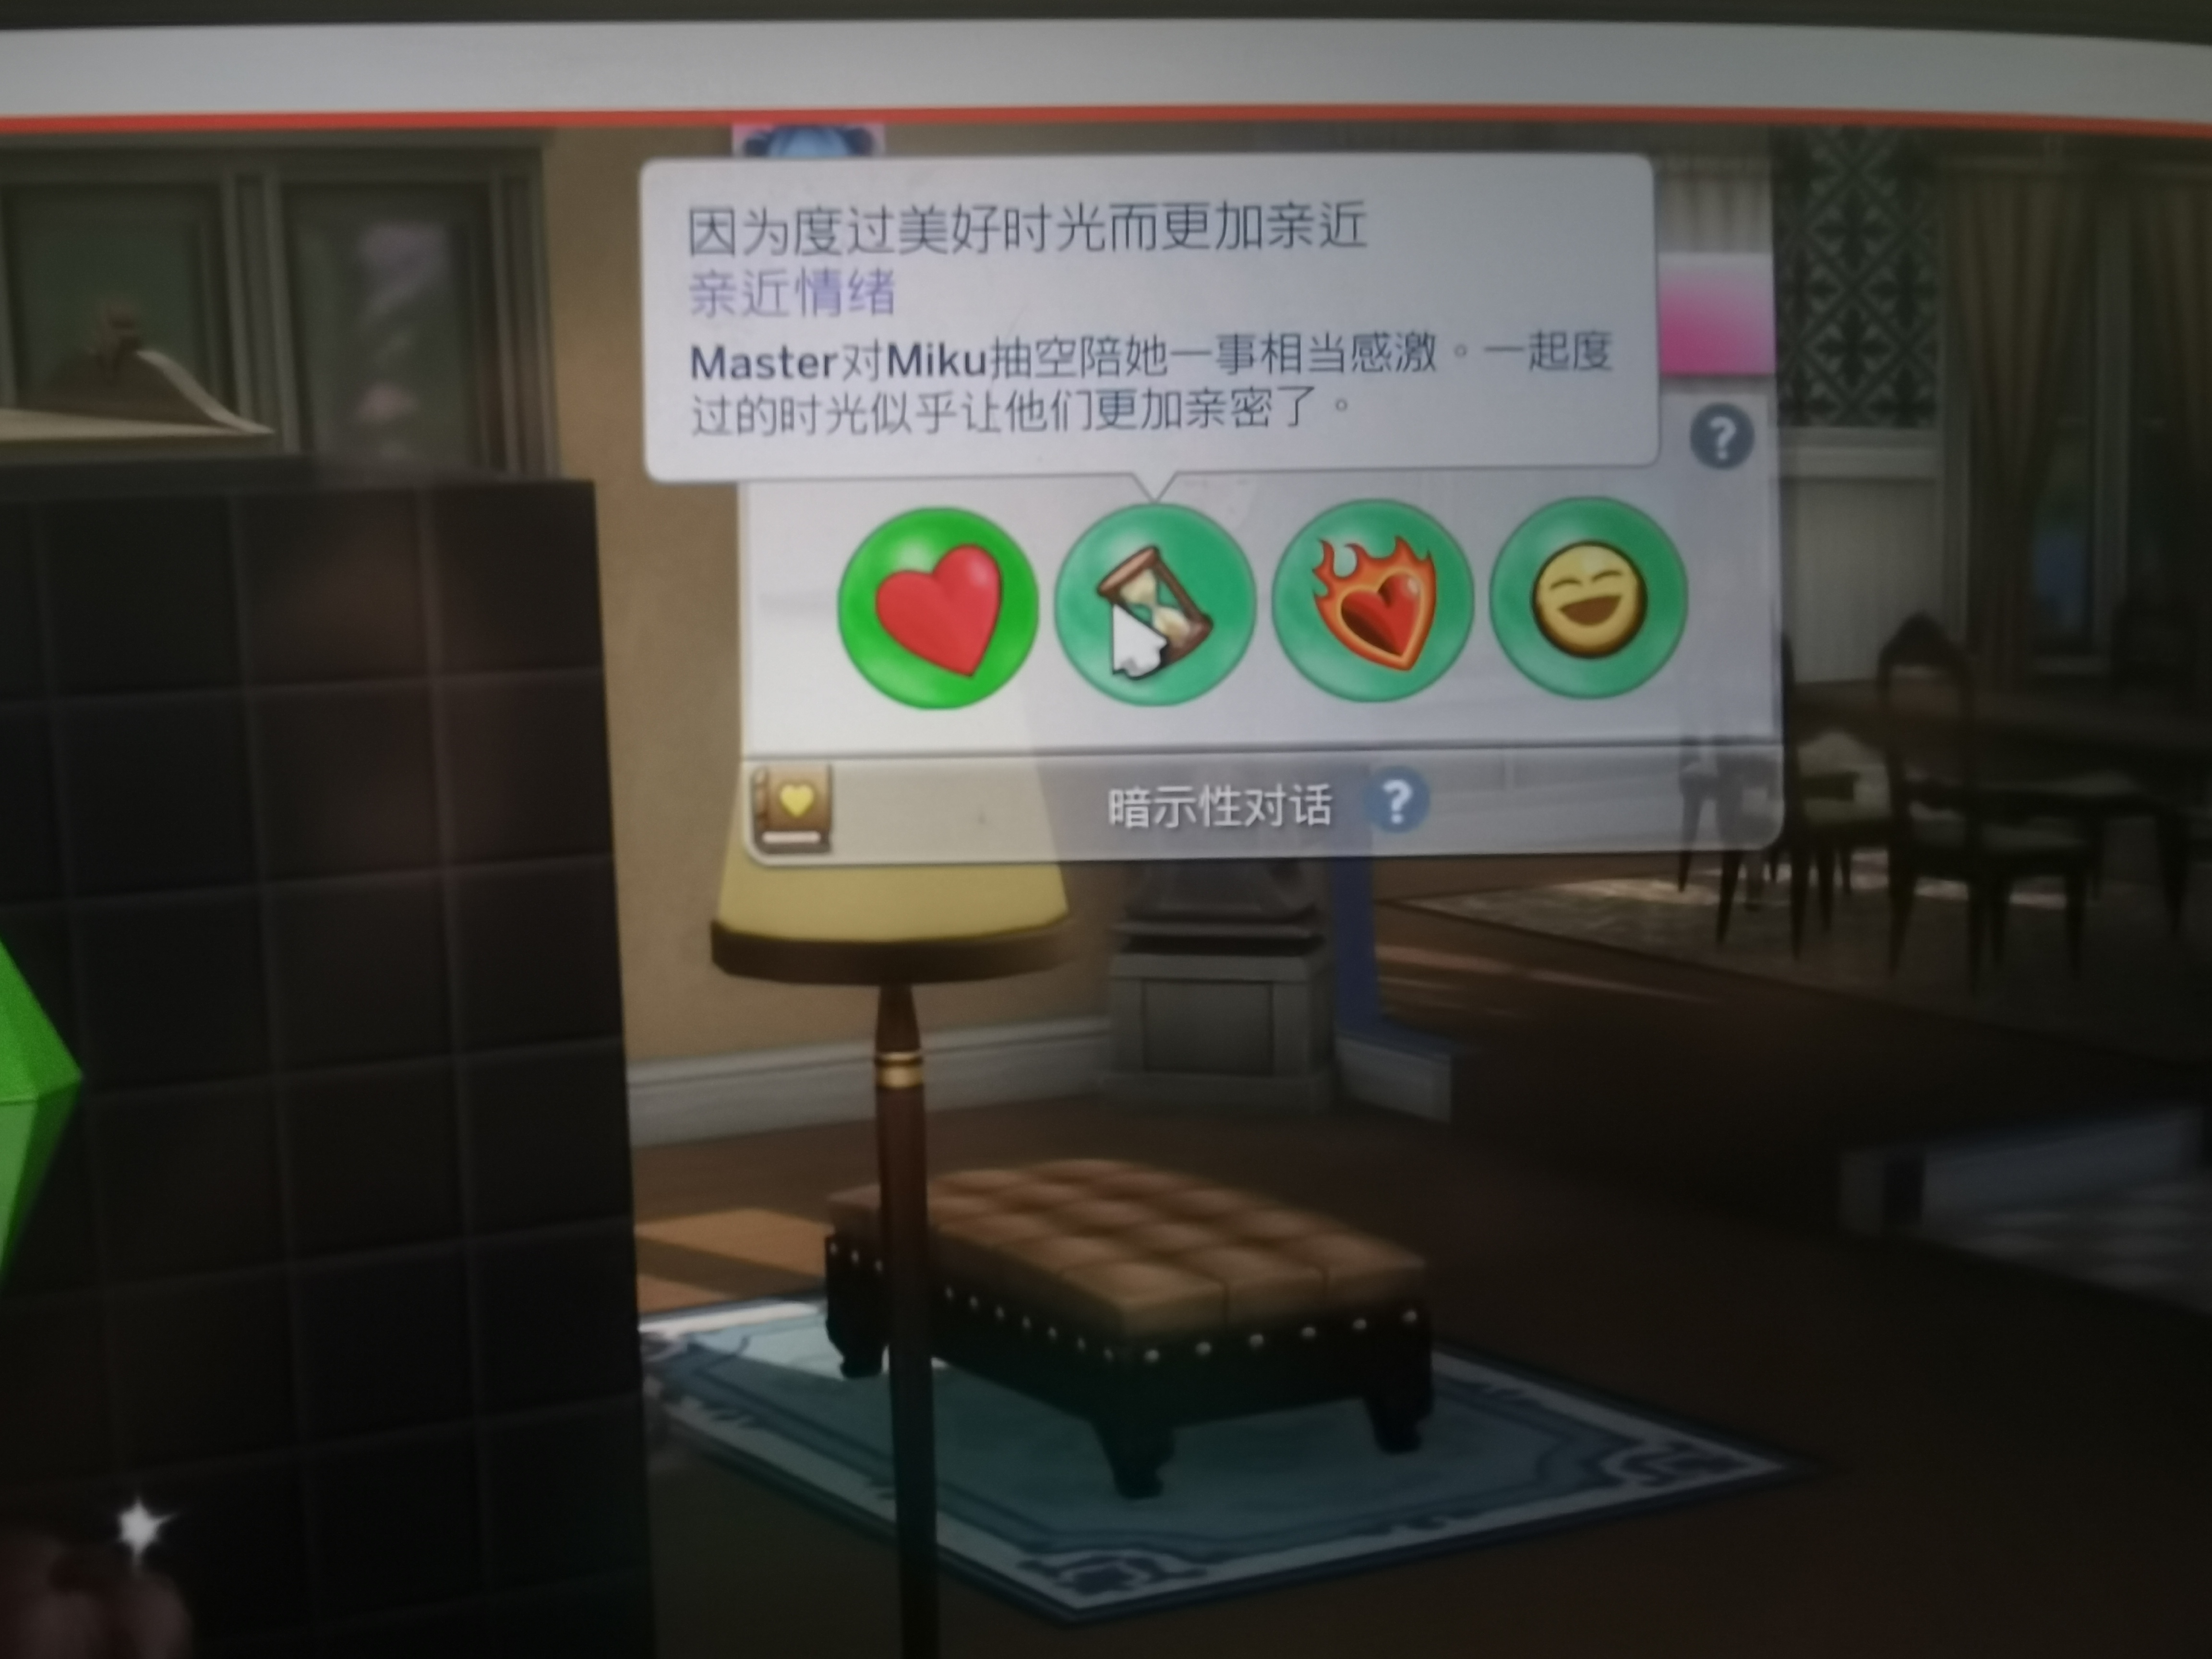 因为度过美好时光而更加亲近
亲近情绪
Master对Miku抽空陪她一事相当感激。一起度
过的时光似乎让他们更加亲密了。
?
暗示性对话 ?